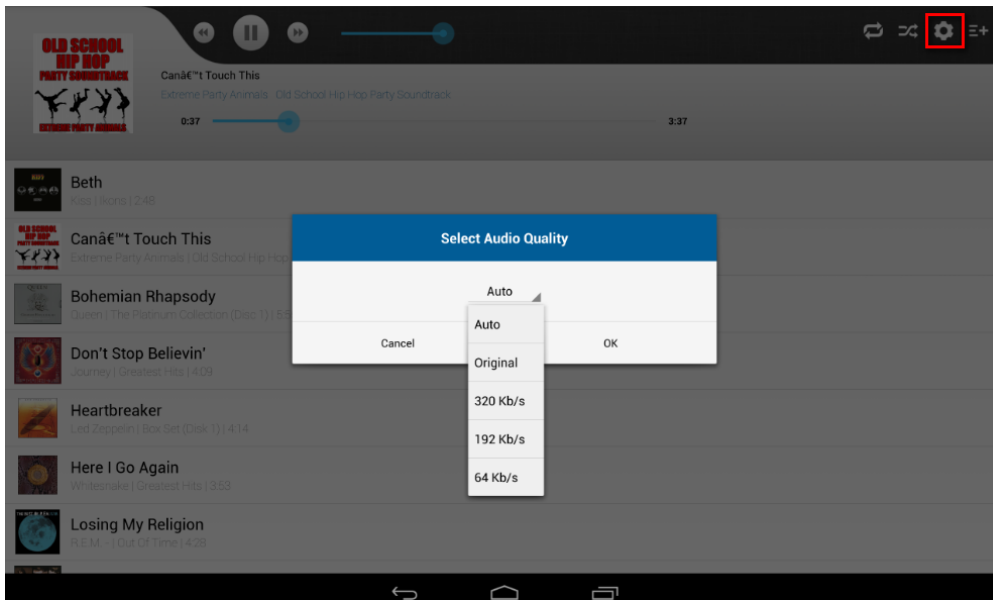 OLD SCHOOL
HIP HOP
PARTY SOUNDTRACK
EXTREME PARTY ANIMALS
Canâ€™t Touch This
Extreme Party Animals Old School Hip Hop Party Soundtrack
0:37
3:37
Beth
Kiss | Ikons | 2:48
Canâ€™t Touch This
Extreme Party Animals | Old School Hip Hop
Bohemian Rhapsody
Queen | The Platinum Collection (Disc 1) | 5:5
Don't Stop Believin'
Journey | Greatest Hits | 4:09
Heartbreaker
Led Zeppelin | Box Set (Disk 1) | 4:14
Here I Go Again
Whitesnake | Greatest Hits | 3:53
Losing My Religion
R.E.M. - | Out Of Time | 4:28
Select Audio Quality
Auto
Cancel
OK
Auto
Original
320 Kb/s
192 Kb/s
64 Kb/s